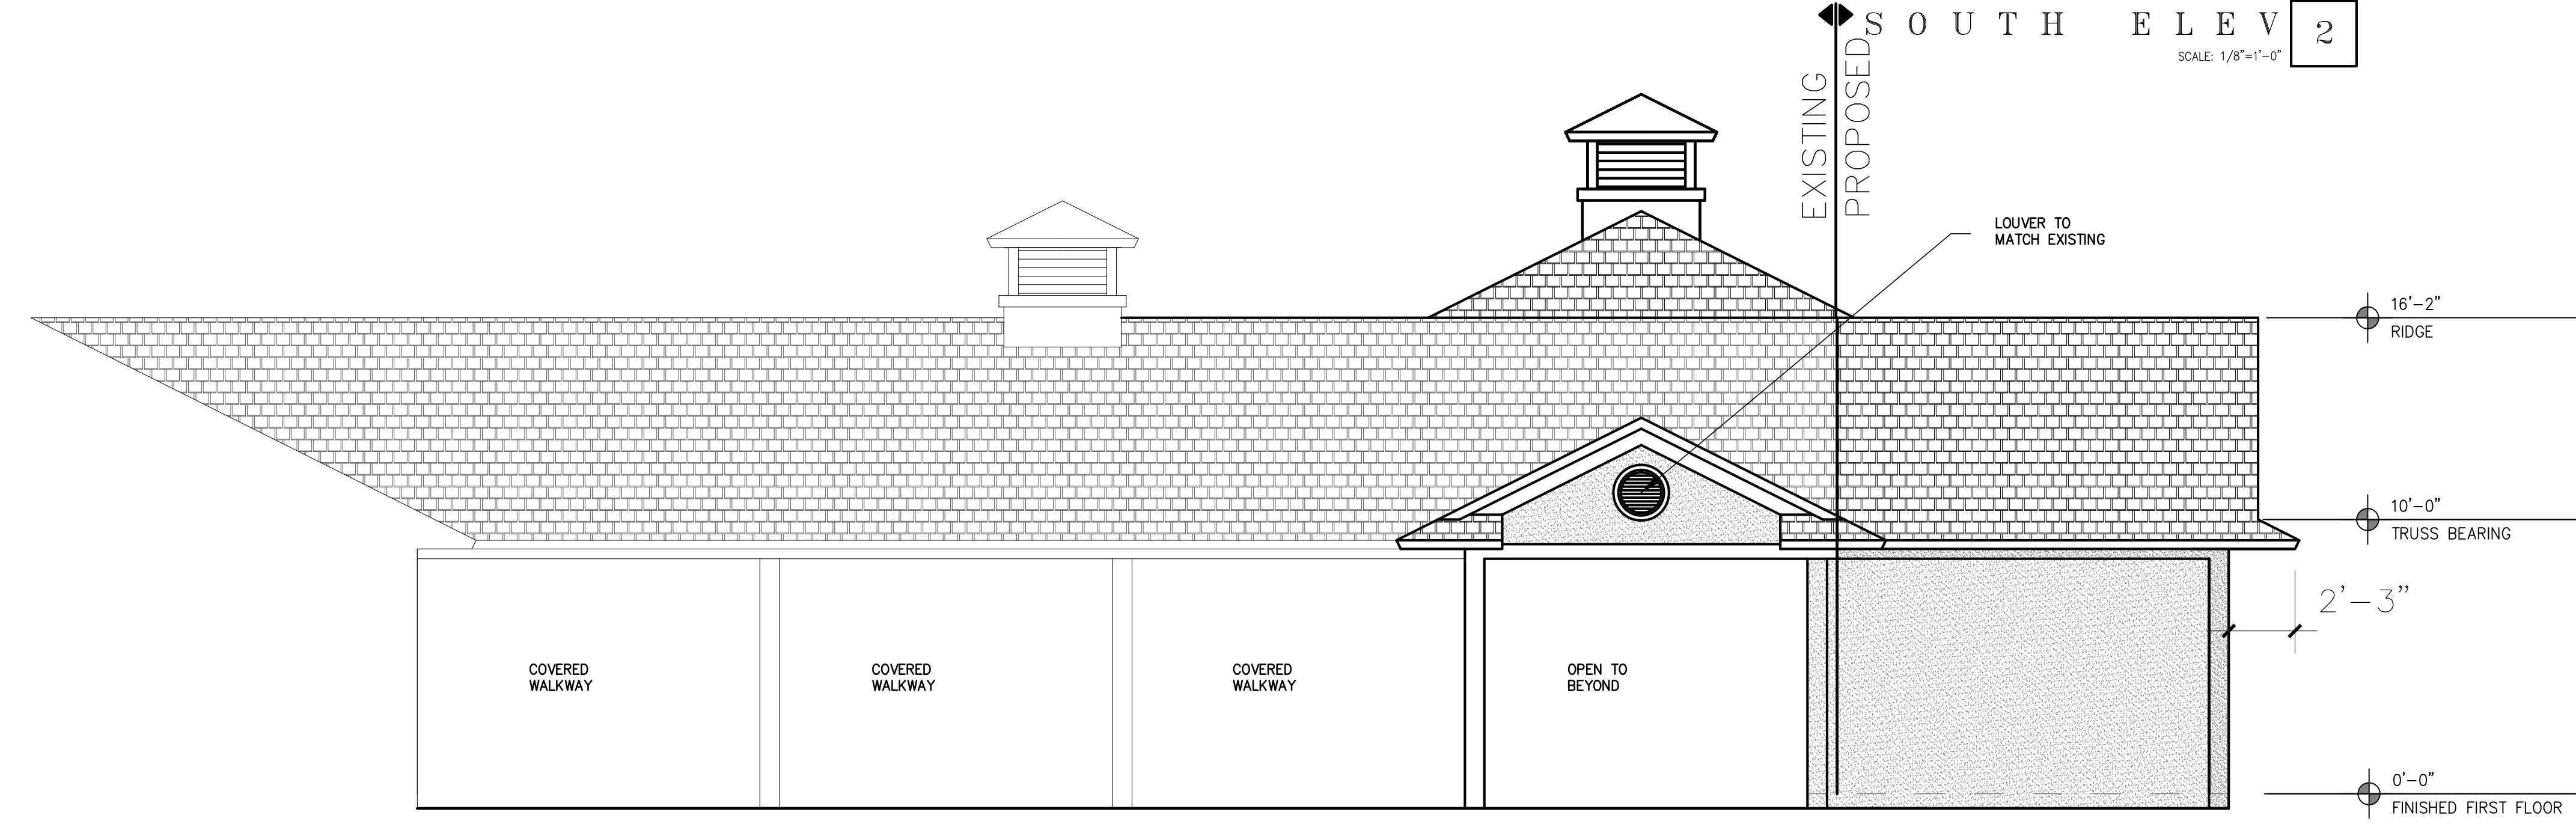 SOUTH ELEV
2
SCALE: 1/8"=1'-0"
EXISTING
PROPOSED
LOUVER TO
MATCH EXISTING
16'-2"
RIDGE
10'-0"
TRUSS BEARING
2'-3"
COVERED
WALKWAY
COVERED
WALKWAY
COVERED
WALKWAY
OPEN TO
BEYOND
0'-0"
FINISHED FIRST FLOOR